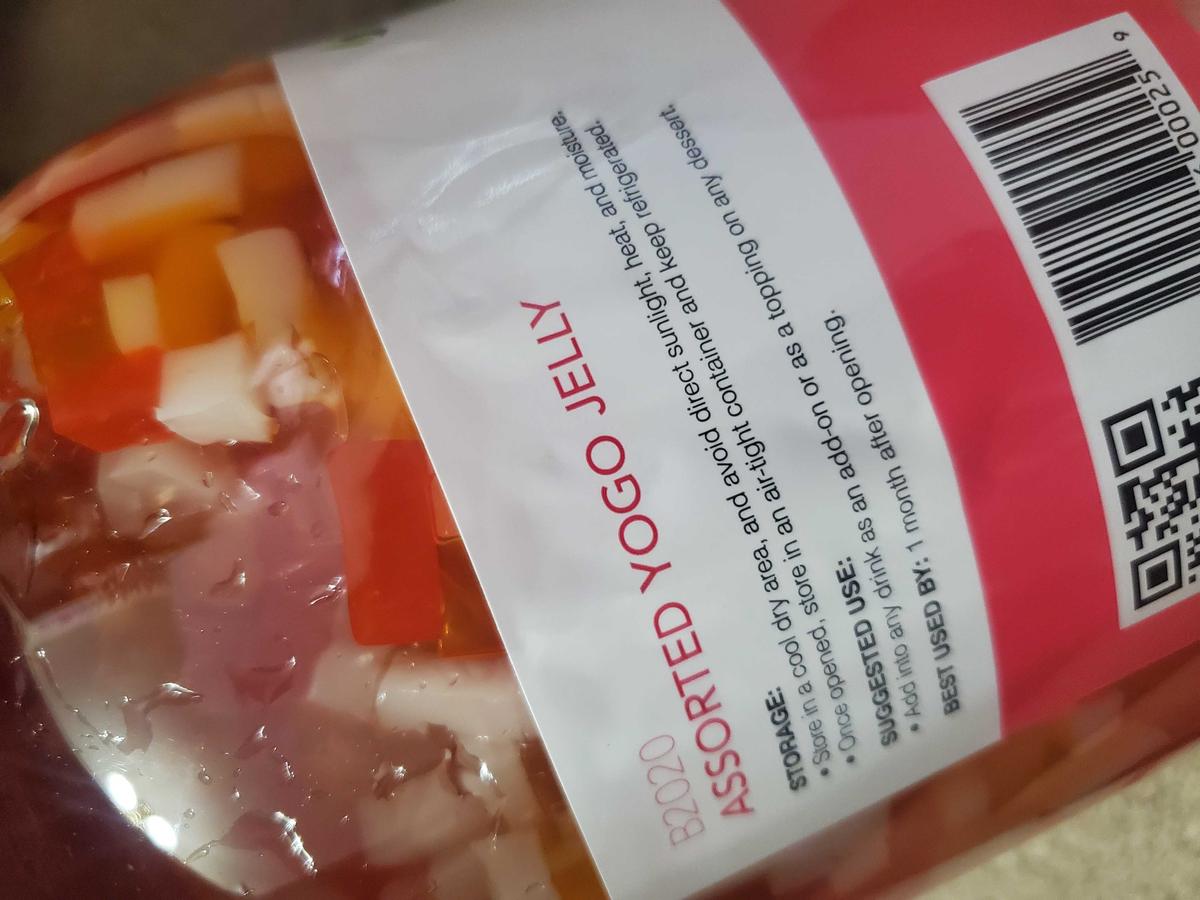 B2020
ASSORTED YOGO JELLY
STORAGE:
• Store in a cool dry area, and avoid direct sunlight, heat, and moisture.
• Once opened, store in an air-tight container and keep refrigerated.
SUGGESTED USE:
• Add into any drink as an add-on or as a topping on any dessert.
BEST USED BY: 1 month after opening.
00025 9